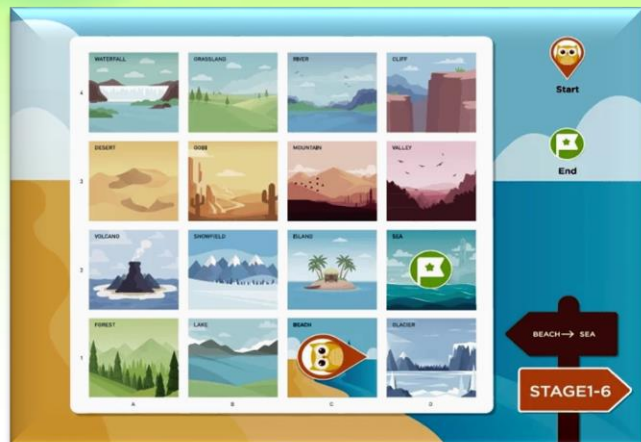 WATERFALL
GRASSLAND
RIVER
CLIFF
4
Start
DESERT
GOBI
MOUNTAIN
VALLEY
3
End
VOLCANO
SNOWFIELD
ISLAND
SEA
FOREST
LAKE
BEACH
GLACIER
1
A
B
C
D
BEACH→ SEA
STAGE1-6